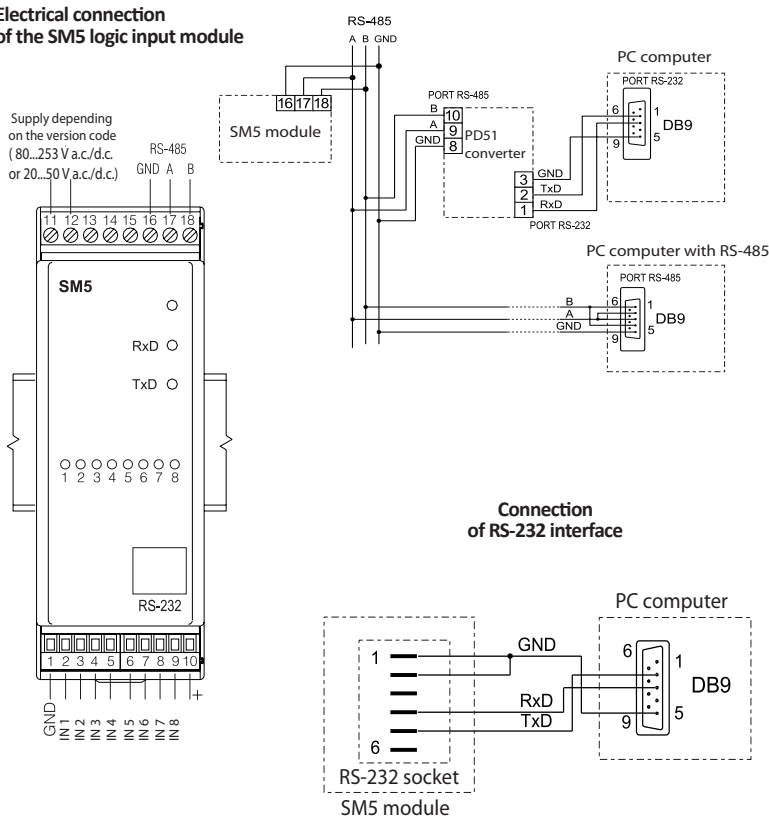 Electrical connection
of the SM5 logic input module
Supply depending
on the version code
( 80...253 V a.c./d.c.
or 20...50 V a.c./d.c.)
RS-485
GND A B
11 12 13 14 15 16 17 18
SM5
RxD
TxD
1 2 3 4 5 6 7 8
RS-232
1 2 3 4 5 6 7 8 9 10
+
GND
IN 1
IN 2
IN 3
IN 4
IN 5
IN 6
IN 7
IN 8
RS-485
A B GND
16 17 18
SM5 module
PORT RS-485
B 10
A 9
GND 8
PD51
converter
3 GND
2 TxD
1 RxD
PORT RS-232
PC computer
PORT RS-232
6 1
DB9
9 5
PC computer with RS-485
PORT RS-485
B
A
GND
6 1
DB9
9 5
Connection
of RS-232 interface
1
6
GND
RxD
TxD
RS-232 socket
SM5 module
PC computer
6 1
DB9
9 5